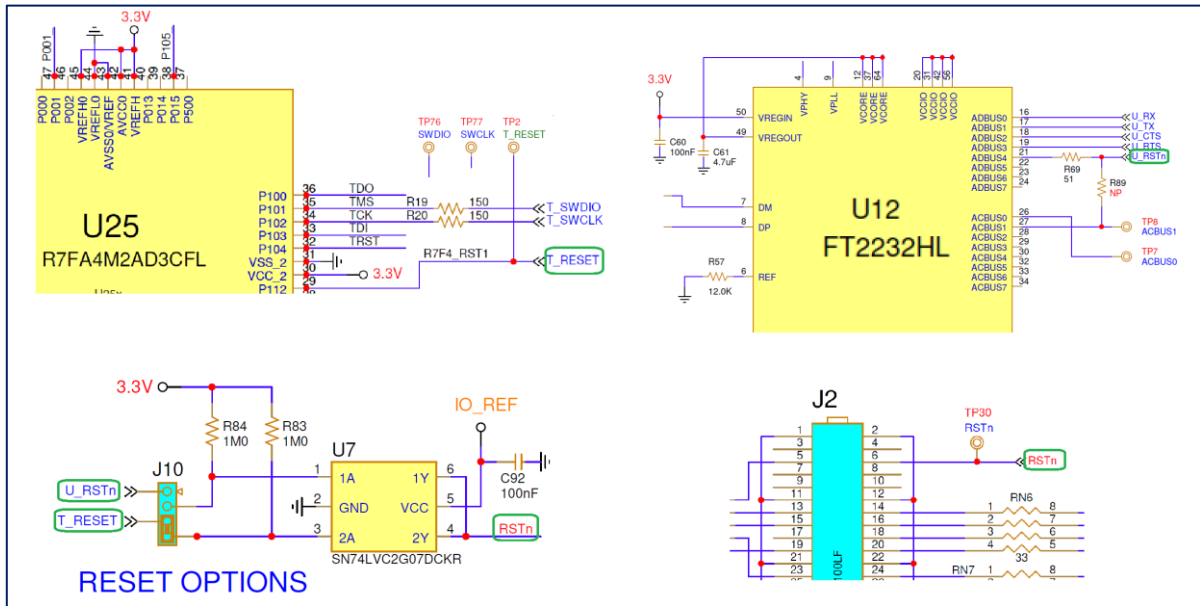 3.3V
P001
P105
47 46 45 44 43 42 41 40 39 38 37
P000 P001 P002 VREFH0 VREFL0 AVSS0VREF AVCC0 VREFH P013 P014 P015 P500
TP76 TP77 TP2
SWDIO SWCLK T_RESET
P100 36 TDO
P101 35 TMS R19 150 T_SWDIO
P102 34 TCK R20 150 T_SWCLK
P103 33 TDI
P104 32 TRST
VSS_2 31
VCC_2 30 3.3V
P112 29 R7F4_RST1 T_RESET
U25
R7FA4M2AD3CFL
3.3V
4 9 12 37 64 20 31 42 56
VPHY VPLL VCORE VCORE VCORE VCCIO VCCIO VCCIO VCCIO
50 VREGIN
49 VREGOUT
C60
100nF
C61
4.7uF
7 DM
8 DP
R57
12.0K
6 REF
U12
FT2232HL
ADBUS0 16 U_RX
ADBUS1 17 U_TX
ADBUS2 18 U_CTS
ADBUS3 19 U_RTS
ADBUS4 21 U_RSTn
ADBUS5 22
ADBUS6 23
ADBUS7 24
R69
51
R89
NP
ACBUS0 26
ACBUS1 27
ACBUS2 28
ACBUS3 29
ACBUS4 30
ACBUS5 32
ACBUS6 33
ACBUS7 34
TP8
ACBUS1
TP7
ACBUS0
3.3V
R84
1M0
R83
1M0
J10
U_RSTn
T_RESET
U7
1 1A 1Y 6
2 GND VCC 5
3 2A 2Y 4
SN74LVC2G07DCKR
IO_REF
C92
100nF
RSTn
RESET OPTIONS
J2
1 2
3 4
5 6
7 8
9 10
11 12
13 14
15 16
17 18
19 20
21 22
23 24
100LF
TP30
RSTn
RSTn
RN6
1 8
2 7
3 6
4 5
33
RN7 1 8